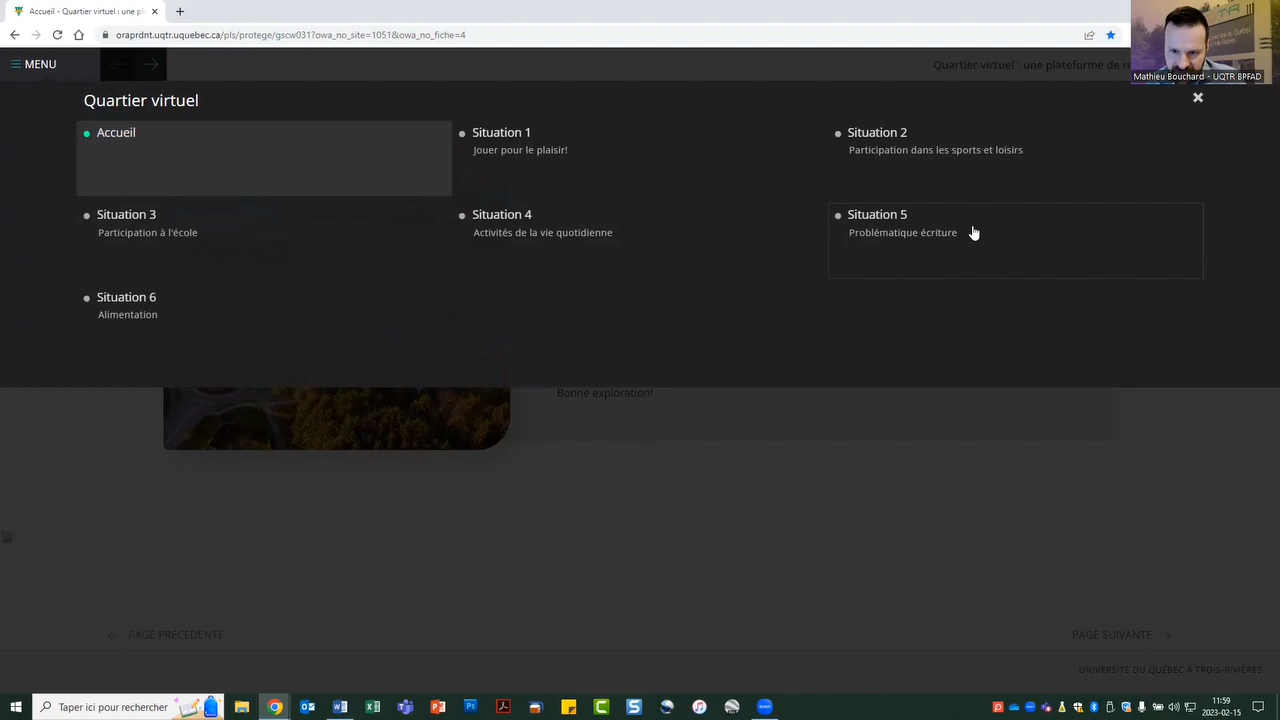 Accueil - Quartier virtuel : une pl
oraprdnt.uqtr.uquebec.ca/pls/protege/gscw031?owa_no_site=1051&owa_no_fiche=4
MENU
Quartier virtuel : une plateforme de re
Mathieu Bouchard - UQTR BPFAD
Quartier virtuel
Accueil
Situation 1
Jouer pour le plaisir!
Situation 2
Participation dans les sports et loisirs
Situation 3
Participation à l'école
Situation 4
Activités de la vie quotidienne
Situation 5
Problématique écriture
Situation 6
Alimentation
Bonne exploration!
PAGE PRÉCÉDENTE
PAGE SUIVANTE
UNIVERSITÉ DU QUÉBEC À TROIS-RIVIÈRES
Taper ici pour rechercher
11:59
2023-02-15